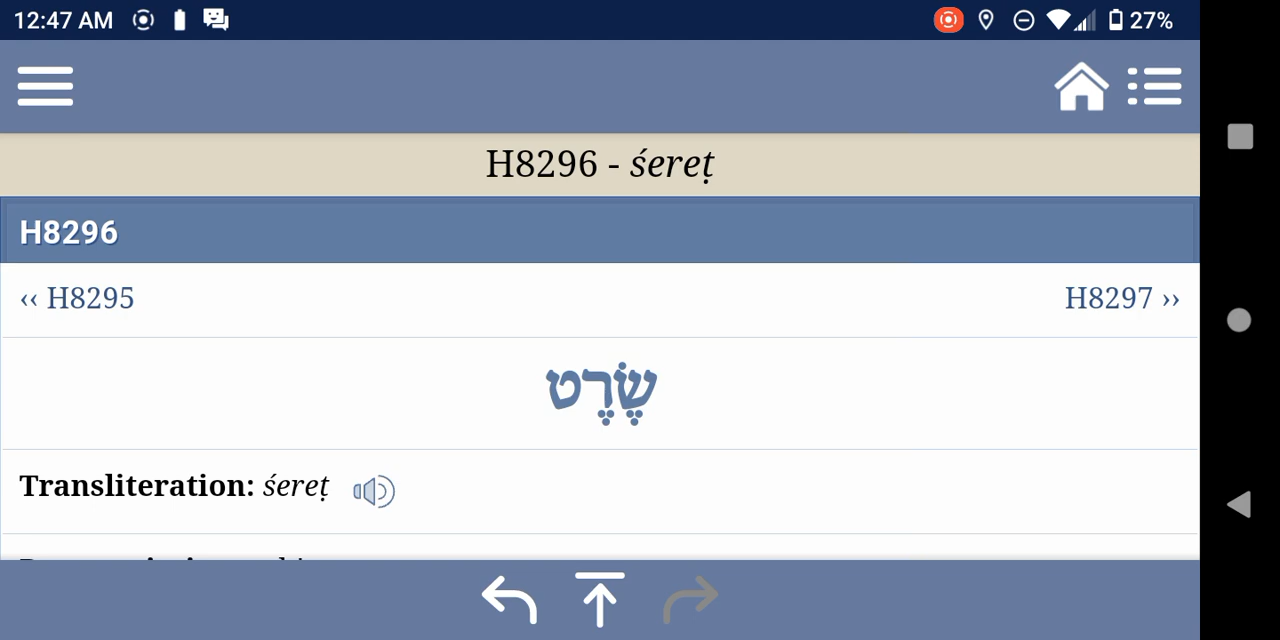 12:47 AM 27%
H8296 - śereṭ
H8296
‹‹ H8295 H8297 ››
שֶׂרֶט
Transliteration: śereṭ